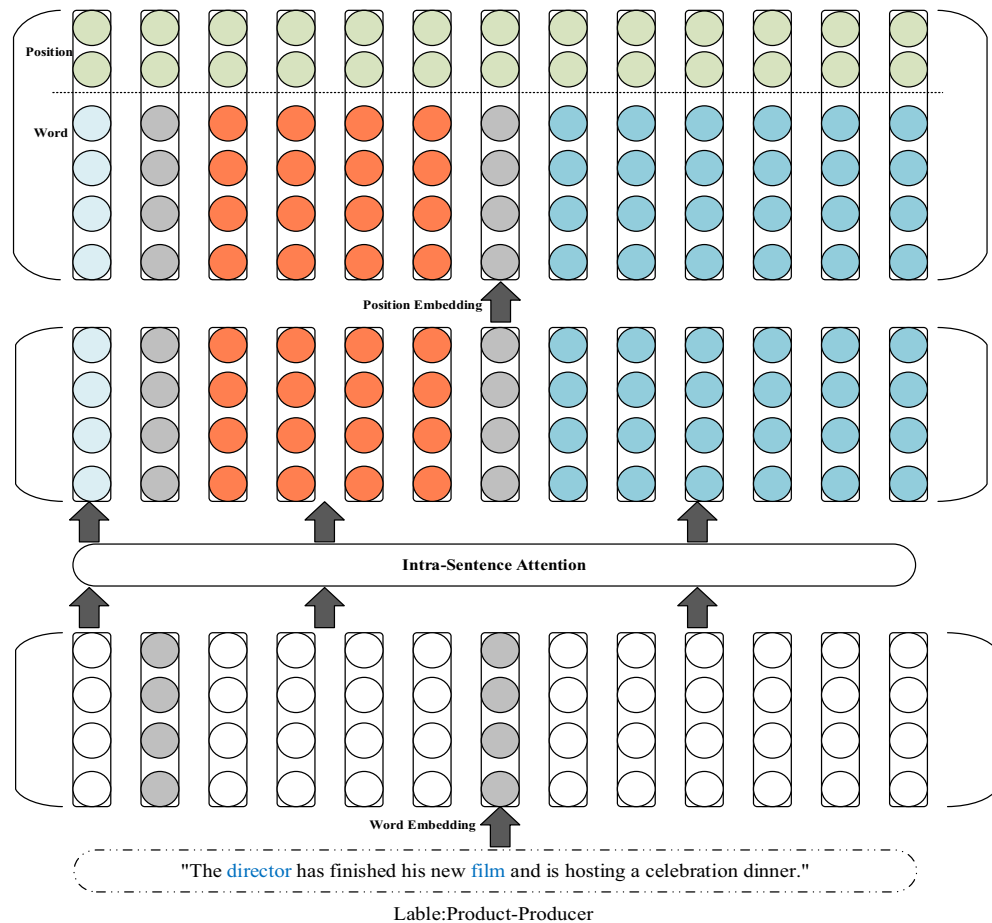 Position
Word
Position Embedding
Intra-Sentence Attention
Word Embedding
"The director has finished his new film and is hosting a celebration dinner."
Lable:Product-Producer